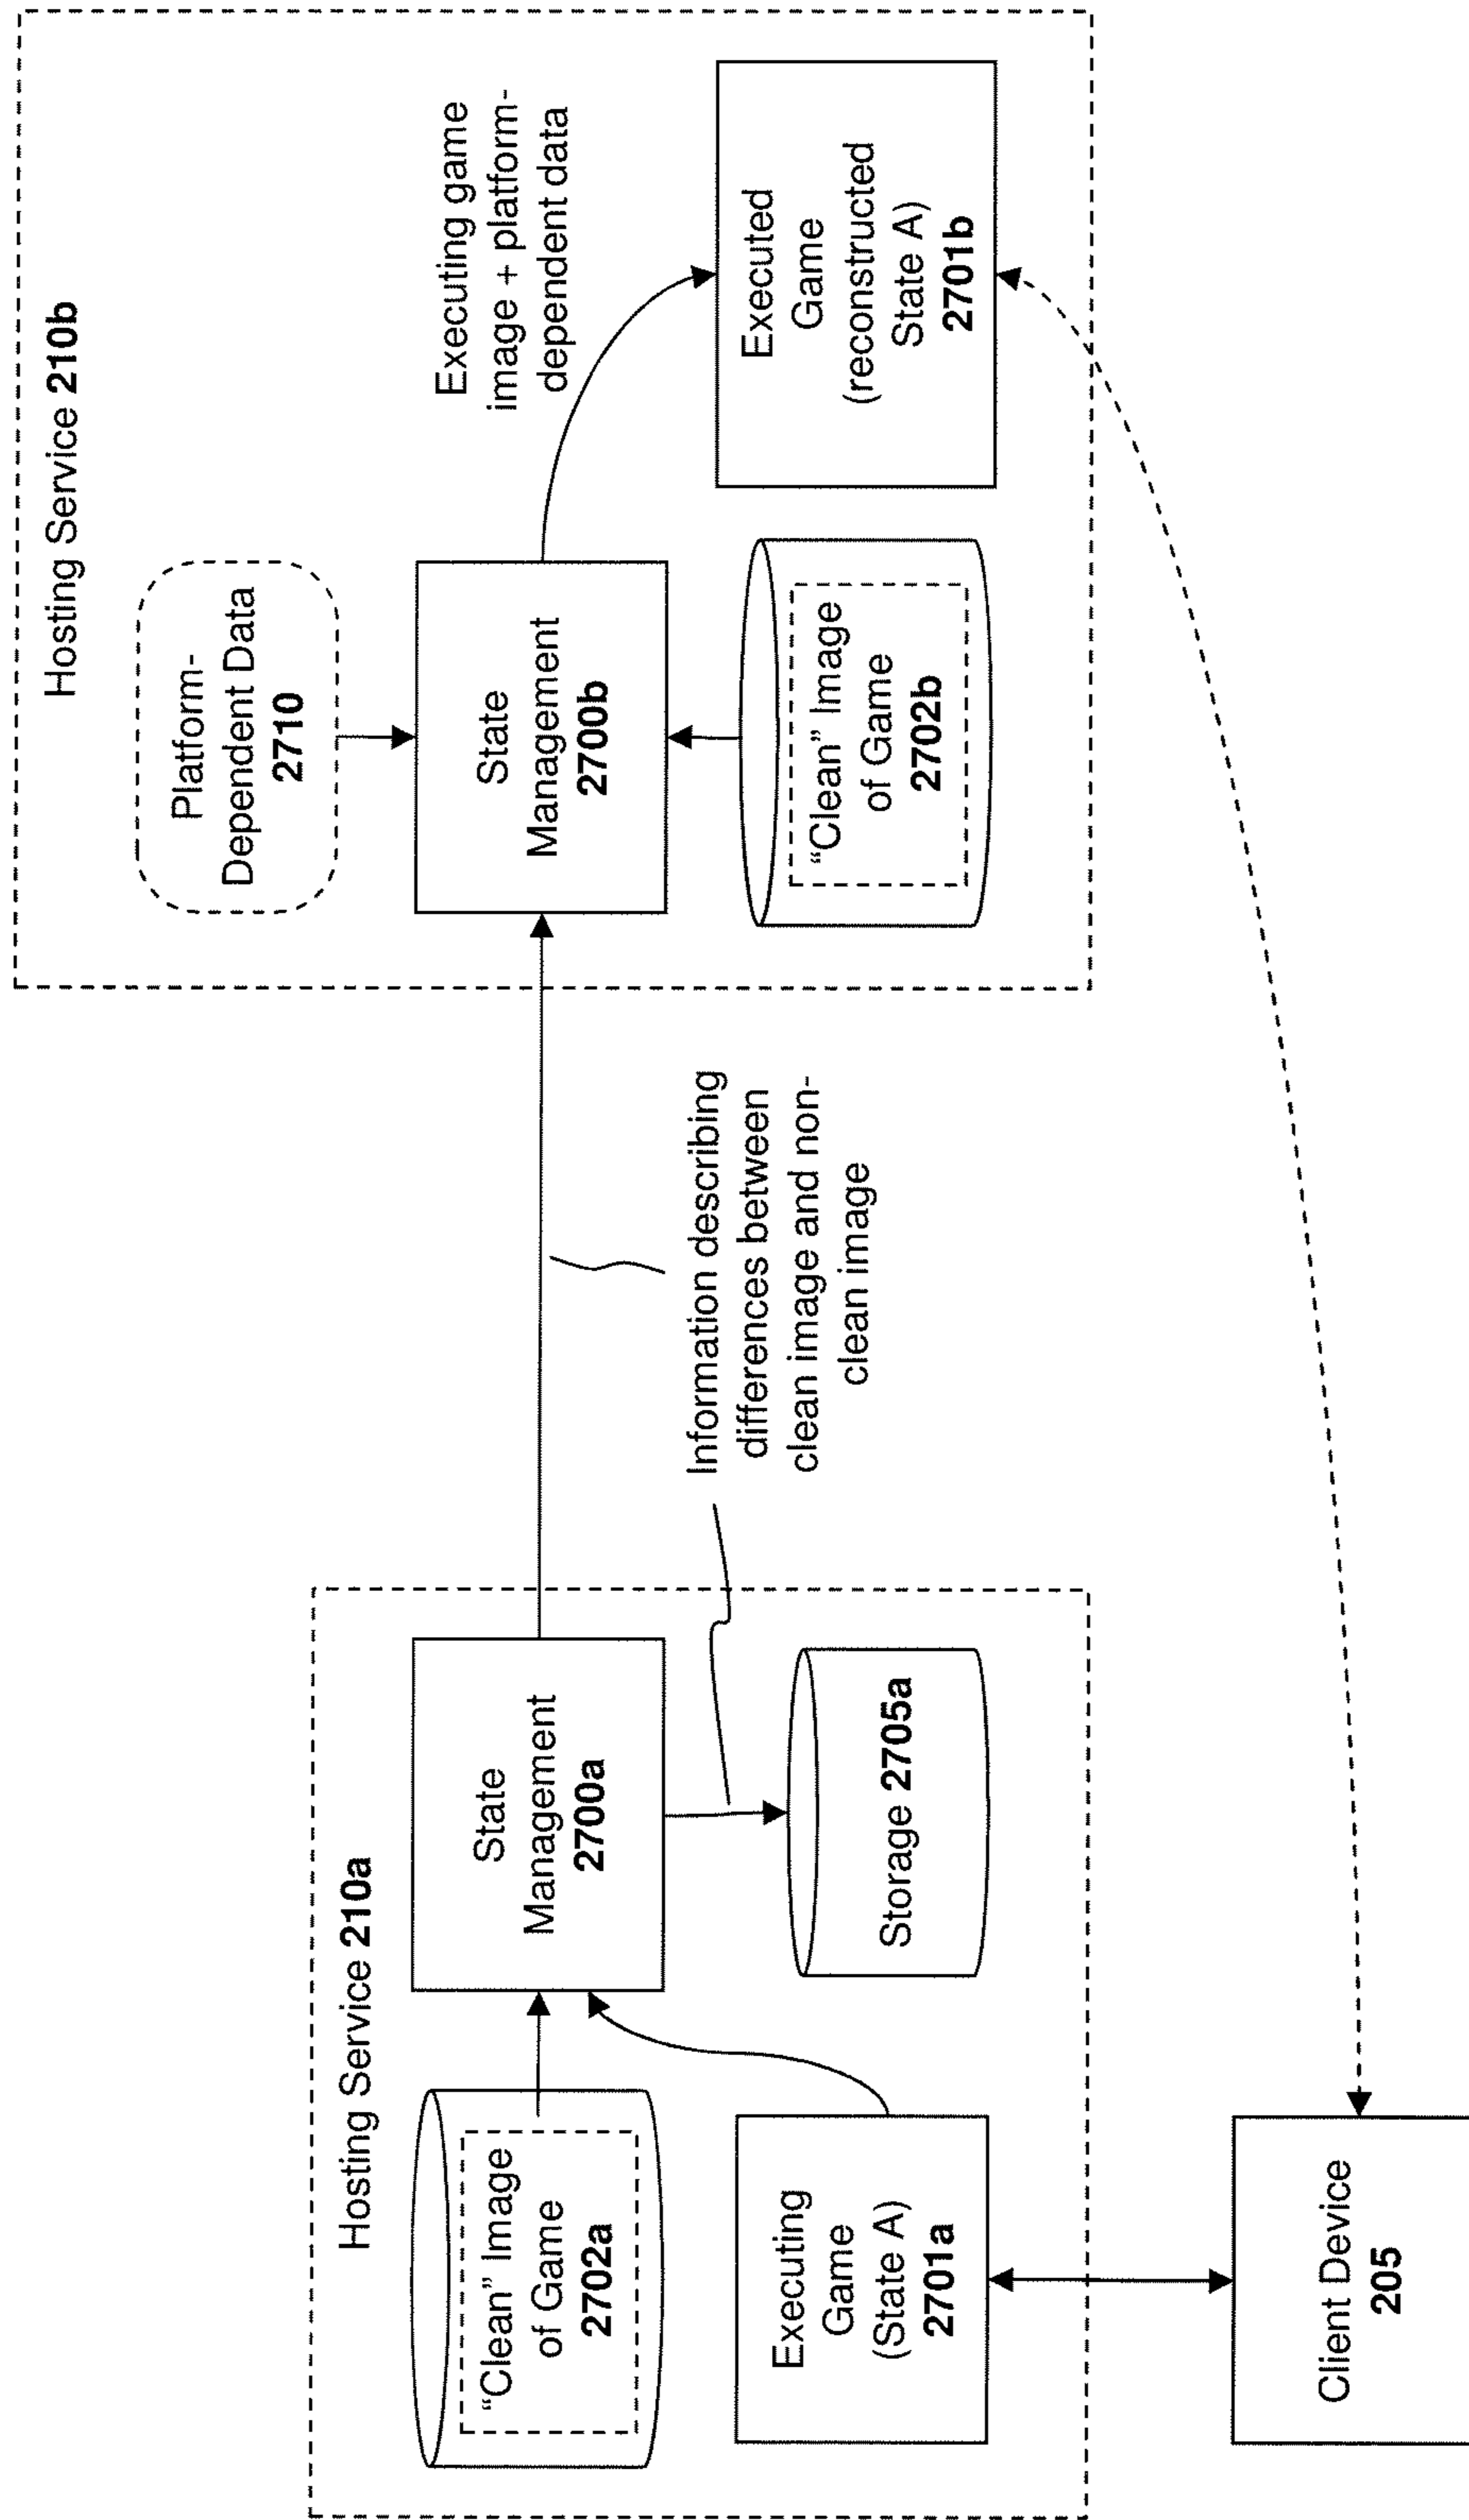 Hosting Service 210a
“Clean” Image
of Game
2702a
Executing
Game
(State A)
2701a
State
Management
2700a
Storage 2705a
Client Device
205
Information describing
differences between
clean image and non-
clean image
Hosting Service 210b
Platform-
Dependent Data
2710
State
Management
2700b
“Clean” Image
of Game
2702b
Executing game
image + platform-
dependent data
Executed
Game
(reconstructed
State A)
2701b